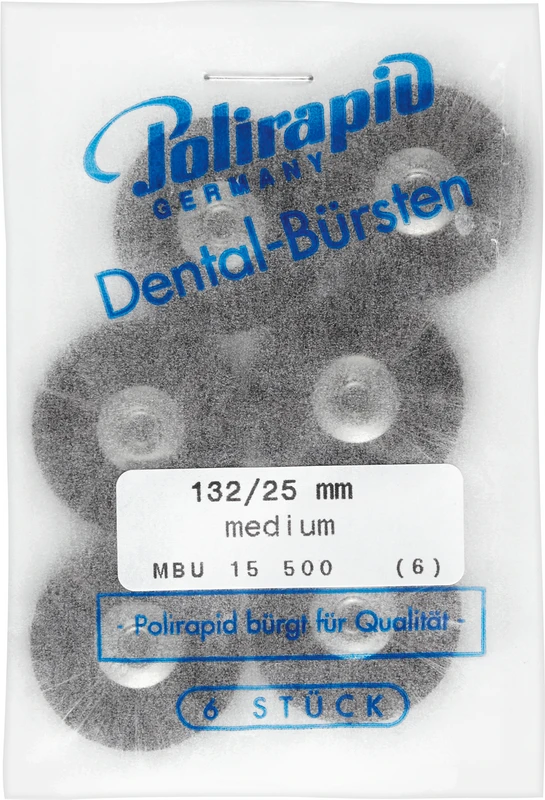 Polirapid
GERMANY
Dental-Bürsten
132/25 mm
medium
MBU 15 500 (6)
- Polirapid bürgt für Qualität -
6 STÜCK